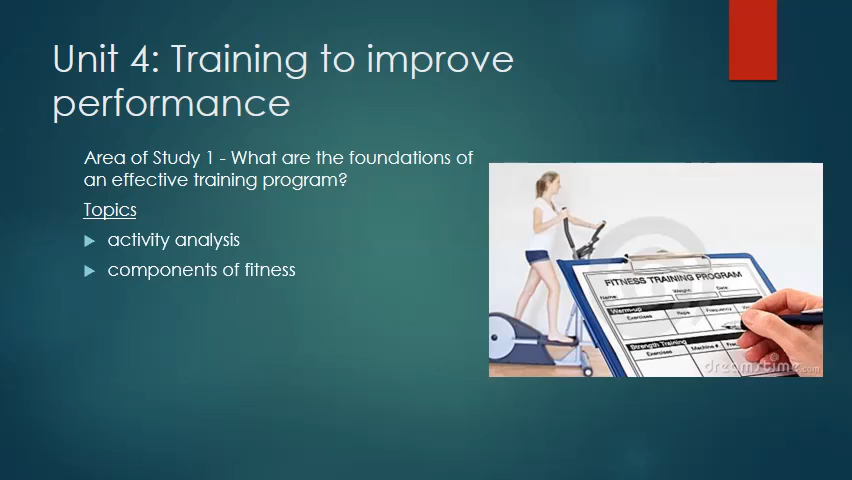 Unit 4: Training to improve
performance
Area of Study 1 - What are the foundations of
an effective training program?
Topics
activity analysis
components of fitness
FITNESS TRAINING PROGRAM
Name: Weight: Date:
Warm-up
Exercises Reps Frequency
Strength Training
Exercises Machine #
dreamstime.com